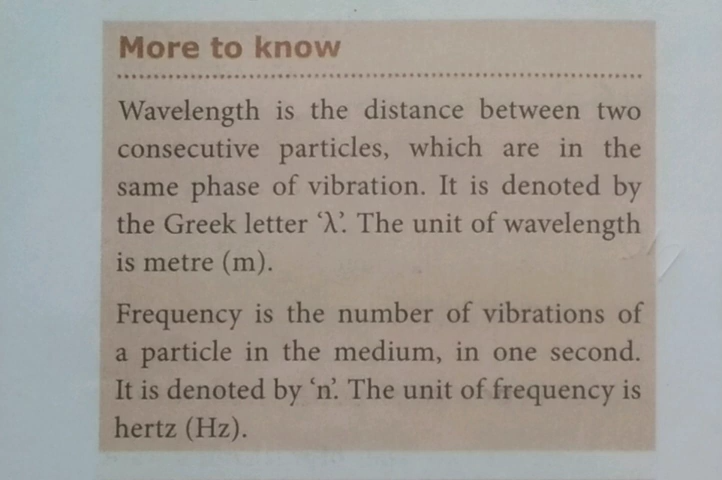 More to know
Wavelength is the distance between two
consecutive particles, which are in the
same phase of vibration. It is denoted by
the Greek letter ‘λ’. The unit of wavelength
is metre (m).
Frequency is the number of vibrations of
a particle in the medium, in one second.
It is denoted by ‘n’. The unit of frequency is
hertz (Hz).